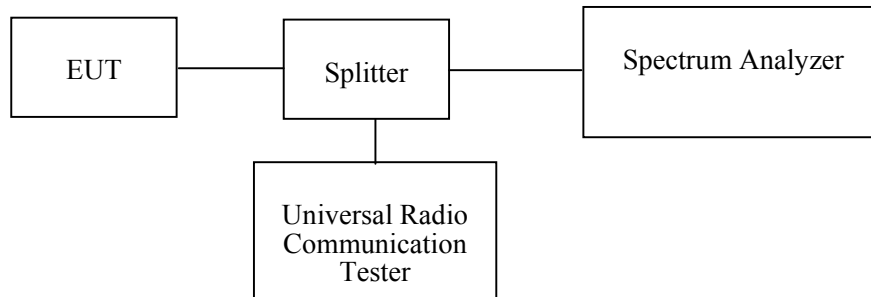 EUT
Splitter
Spectrum Analyzer
Universal Radio
Communication
Tester